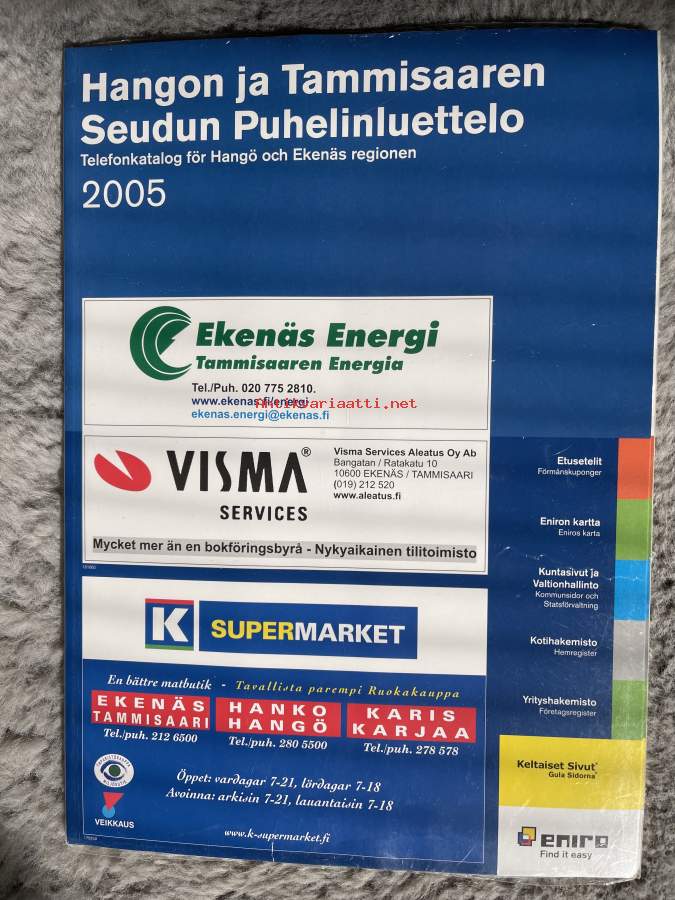 Hangon ja Tammisaaren
Seudun Puhelinluettelo
Telefonkatalog för Hangö och Ekenäs regionen
2005
Ekenäs Energi
Tammisaaren Energia
Tel./Puh. 020 775 2810.
www.ekenas.fi/energi
Antikvariaatti.net
ekenas.energi@ekenas.fi
VISMA®
SERVICES
Visma Services Aleatus Oy Ab
Bangatan / Ratakatu 10
10600 EKENÄS / TAMMISAARI
(019) 212 520
www.aleatus.fi
Mycket mer än en bokföringsbyrå - Nykyaikainen tilitoimisto
Etusetelit
Förmånskuponger
Eniron kartta
Eniros karta
Kuntasivut ja
Valtionhallinto
Kommunsidor och
Statsförvaltning
Kotihakemisto
Hemregister
Yrityshakemisto
Företagsregister
Keltaiset Sivut®
Gula Sidorna®
eniro
Find it easy
K SUPERMARKET
En bättre matbutik - Tavallista parempi Ruokakauppa
EKENÄS
TAMMISAARI
Tel./puh. 212 6500
HANKO
HANGÖ
Tel./puh. 280 5500
KARIS
KARJAA
Tel./puh. 278 578
Öppet: vardagar 7-21, lördagar 7-18
Avoinna: arkisin 7-21, lauantaisin 7-18
VEIKKAUS
www.k-supermarket.fi